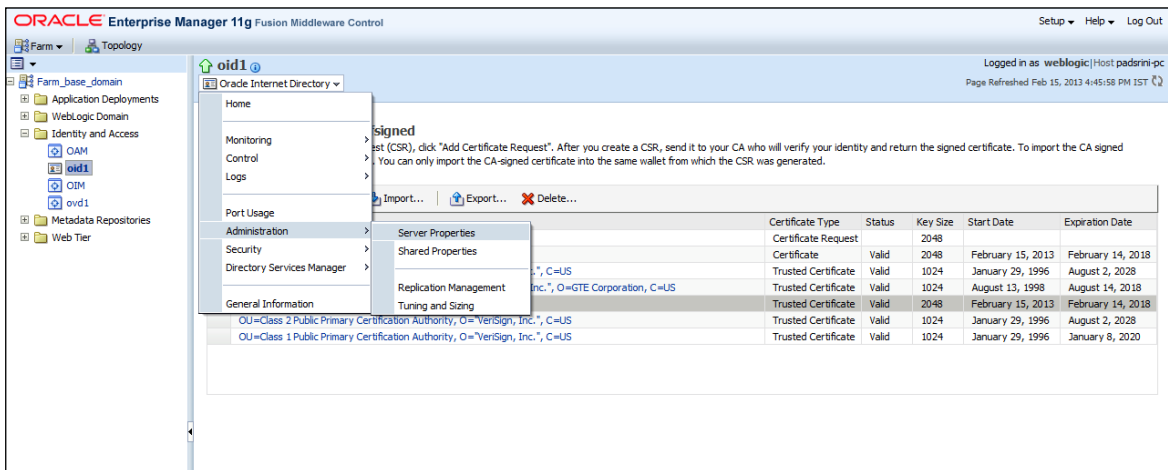 ORACLE Enterprise Manager 11g Fusion Middleware Control
Setup Help Log Out
Farm Topology
Farm_base_domain
Application Deployments
WebLogic Domain
Identity and Access
OAM
oid1
OIM
ovd1
Metadata Repositories
Web Tier
oid1
Logged in as weblogic|Host padsrini-pc
Oracle Internet Directory
Page Refreshed Feb 15, 2013 4:45:58 PM IST
Home
Monitoring
Control
Logs
Port Usage
Administration
Security
Directory Services Manager
General Information
Server Properties
Shared Properties
Replication Management
Tuning and Sizing
signed
est (CSR), click "Add Certificate Request". After you create a CSR, send it to your CA who will verify your identity and return the signed certificate. To import the CA signed
. You can only import the CA-signed certificate into the same wallet from which the CSR was generated.
Import... Export... Delete...
Certificate Type Status Key Size Start Date Expiration Date
Certificate Request 2048
Certificate Valid 2048 February 15, 2013 February 14, 2018
.", C=US Trusted Certificate Valid 1024 January 29, 1996 August 2, 2028
Inc.", O=GTE Corporation, C=US Trusted Certificate Valid 1024 August 13, 1998 August 14, 2018
Trusted Certificate Valid 2048 February 15, 2013 February 14, 2018
OU=Class 2 Public Primary Certification Authority, O="VeriSign, Inc.", C=US Trusted Certificate Valid 1024 January 29, 1996 August 2, 2028
OU=Class 1 Public Primary Certification Authority, O="VeriSign, Inc.", C=US Trusted Certificate Valid 1024 January 29, 1996 January 8, 2020